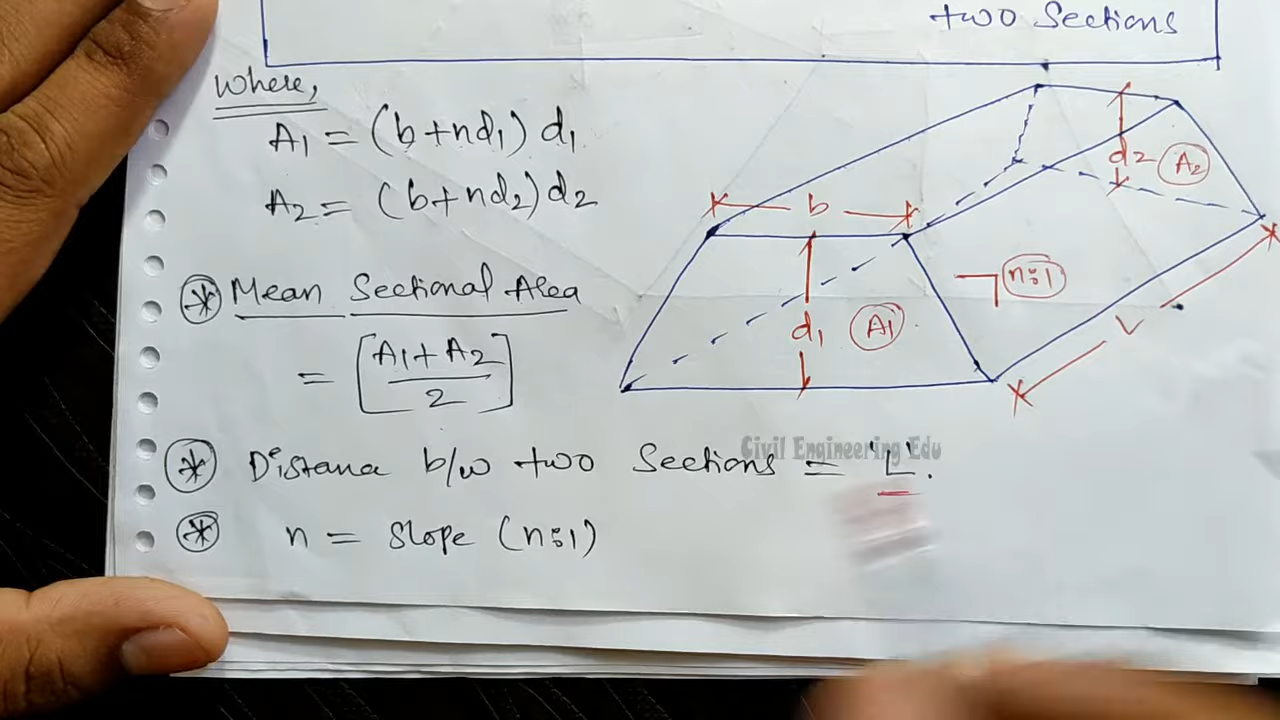 two Sections
Where,
A1 = (b+nd1) d1
A2 = (b+nd2) d2
* Mean Sectional Area
= [A1 + A2 / 2]
* Distana b/w two Sections = 'L'.
* n = Slope (n:1)
b
d1
A1
d2
A2
n:1
L
Civil Engineering Edu